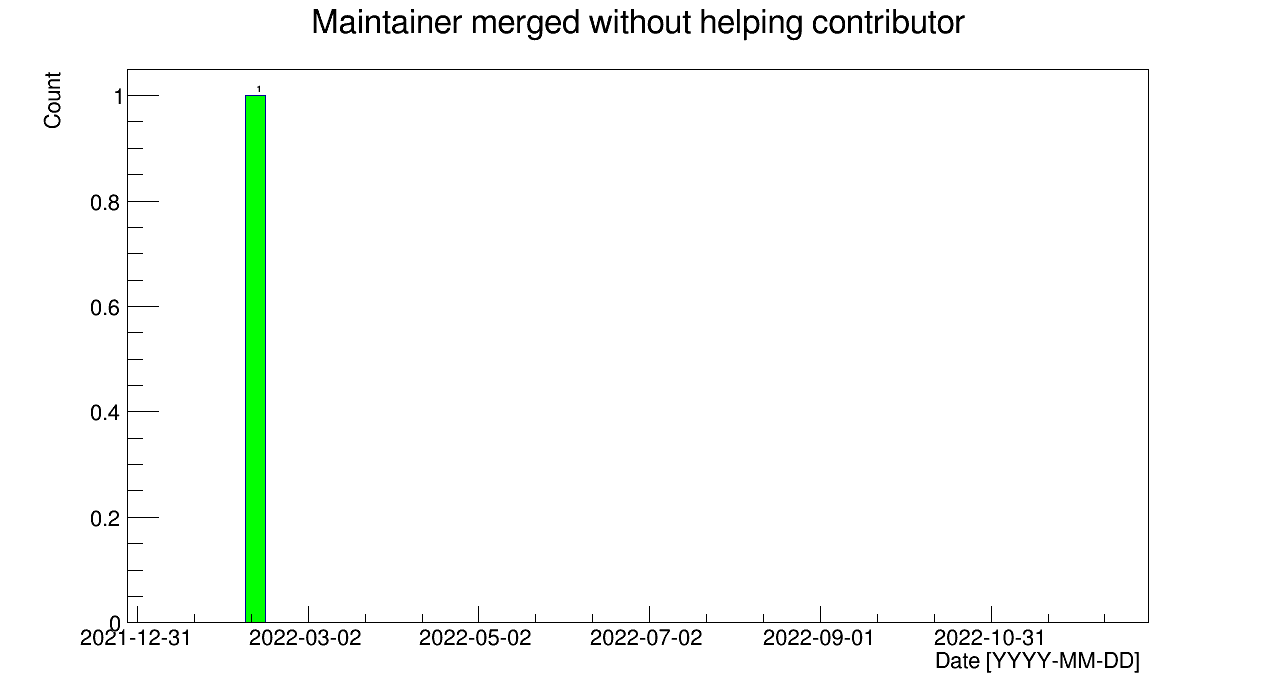 Maintainer merged without helping contributor
Count
1
1
0.8
0.6
0.4
0.2
0
2021-12-31 2022-03-02 2022-05-02 2022-07-02 2022-09-01 2022-10-31
Date [YYYY-MM-DD]